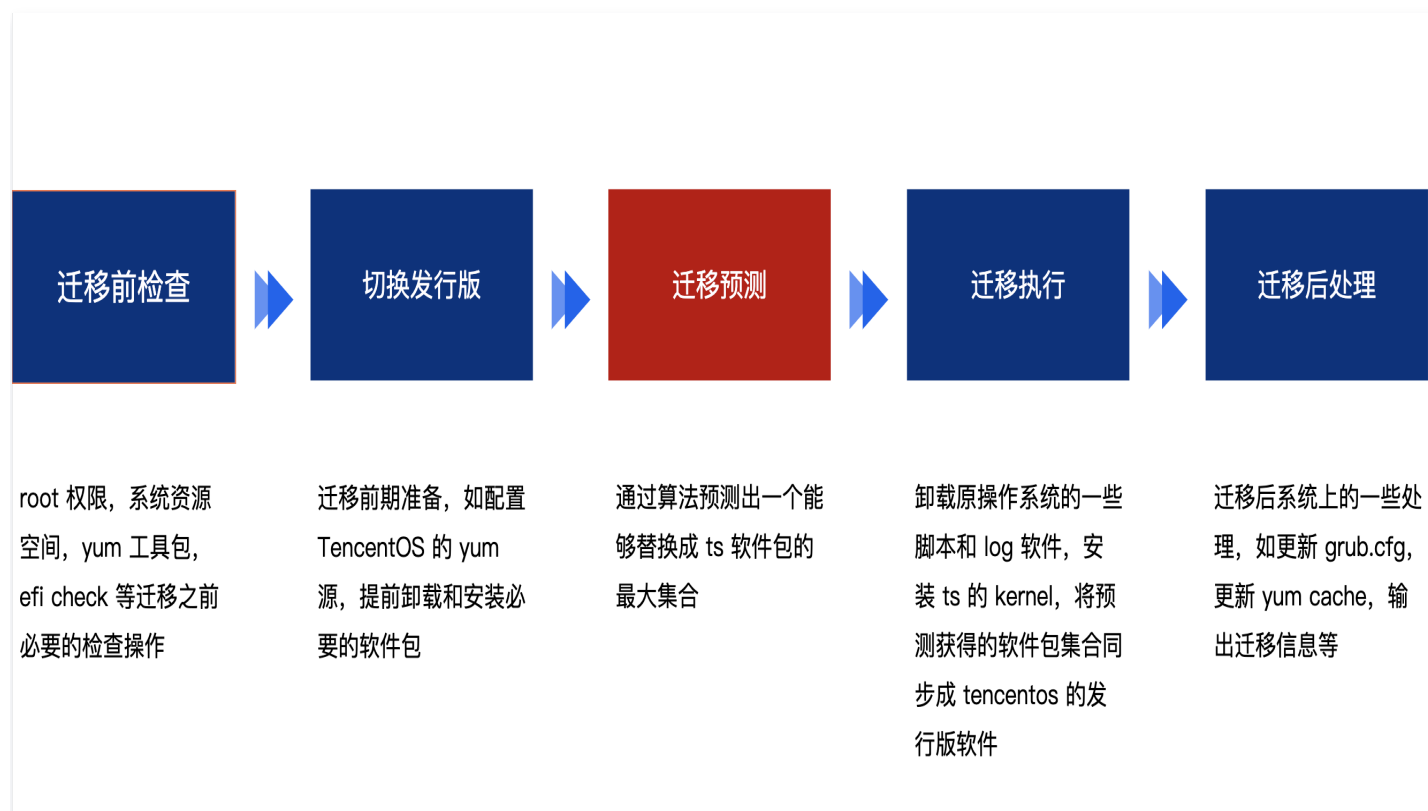 迁移前检查
切换发行版
迁移预测
迁移执行
迁移后处理
root 权限，系统资源
空间，yum 工具包，
efi check 等迁移之前
必要的检查操作
迁移前期准备，如配置
TencentOS 的 yum
源，提前卸载和安装必
要的软件包
通过算法预测出一个能
够替换成 ts 软件包的
最大集合
卸载原操作系统的一些
脚本和 log 软件，安
装 ts 的 kernel，将预
测获得的软件包集合同
步成 tencentos 的发
行版软件
迁移后系统上的一些处
理，如更新 grub.cfg，
更新 yum cache，输
出迁移信息等